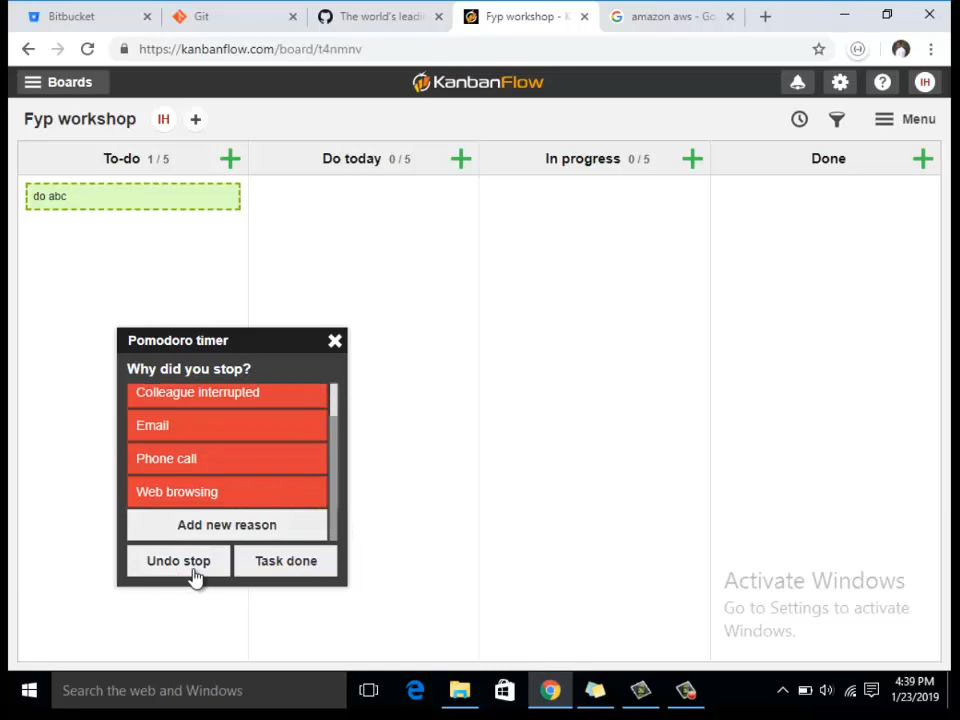 Bitbucket
Git
The world's leadi
Fyp workshop - K
amazon aws - Go
https://kanbanflow.com/board/t4nmnv
Boards
KanbanFlow
IH
Fyp workshop
IH
Menu
To-do 1 / 5
Do today 0 / 5
In progress 0 / 5
Done
do abc
Pomodoro timer
Why did you stop?
Colleague interrupted
Email
Phone call
Web browsing
Add new reason
Undo stop
Task done
Activate Windows
Go to Settings to activate
Windows.
Search the web and Windows
4:39 PM
1/23/2019